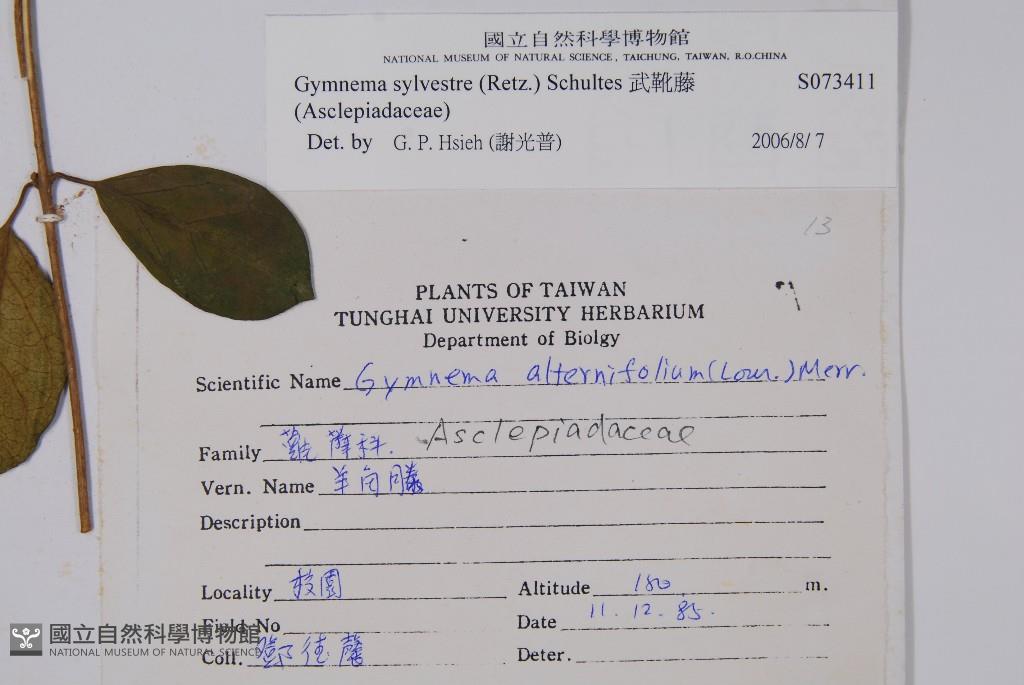 國立自然科學博物館
NATIONAL MUSEUM OF NATURAL SCIENCE, TAICHUNG, TAIWAN, R.O.CHINA
Gymnema sylvestre (Retz.) Schultes 武靴藤 S073411
(Asclepiadaceae)
Det. by G. P. Hsieh (謝光普) 2006/8/7
13
PLANTS OF TAIWAN
TUNGHAI UNIVERSITY HERBARIUM
Department of Biolgy
Scientific Name Gymnema alternifolium (Lour.) Merr.
Family 蘿藦科. Asclepiadaceae
Vern. Name 羊角藤
Description
Locality 校園 Altitude 180 m.
Field No Date 11. 12. 85.
Coll. 鄧德馨 Deter.
國立自然科學博物館
NATIONAL MUSEUM OF NATURAL SCIENCE